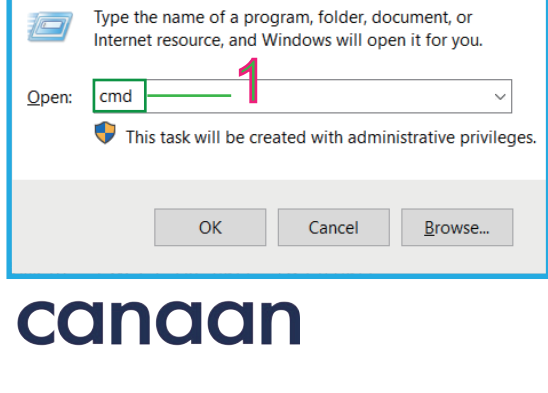 Type the name of a program, folder, document, or
Internet resource, and Windows will open it for you.
1
Open: cmd
This task will be created with administrative privileges.
OK Cancel Browse...
canaan